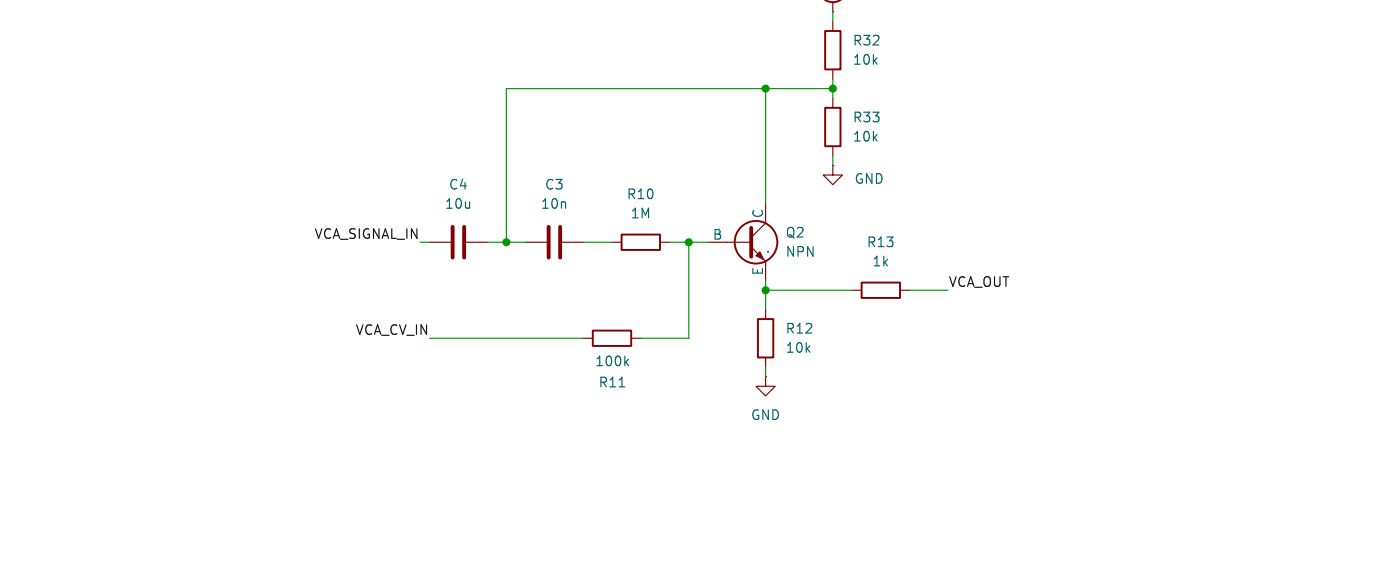 R32
10k
R33
10k
GND
C4
10u
C3
10n
R10
1M
VCA_SIGNAL_IN
B
C
E
Q2
NPN
R13
1k
VCA_OUT
VCA_CV_IN
100k
R11
R12
10k
GND